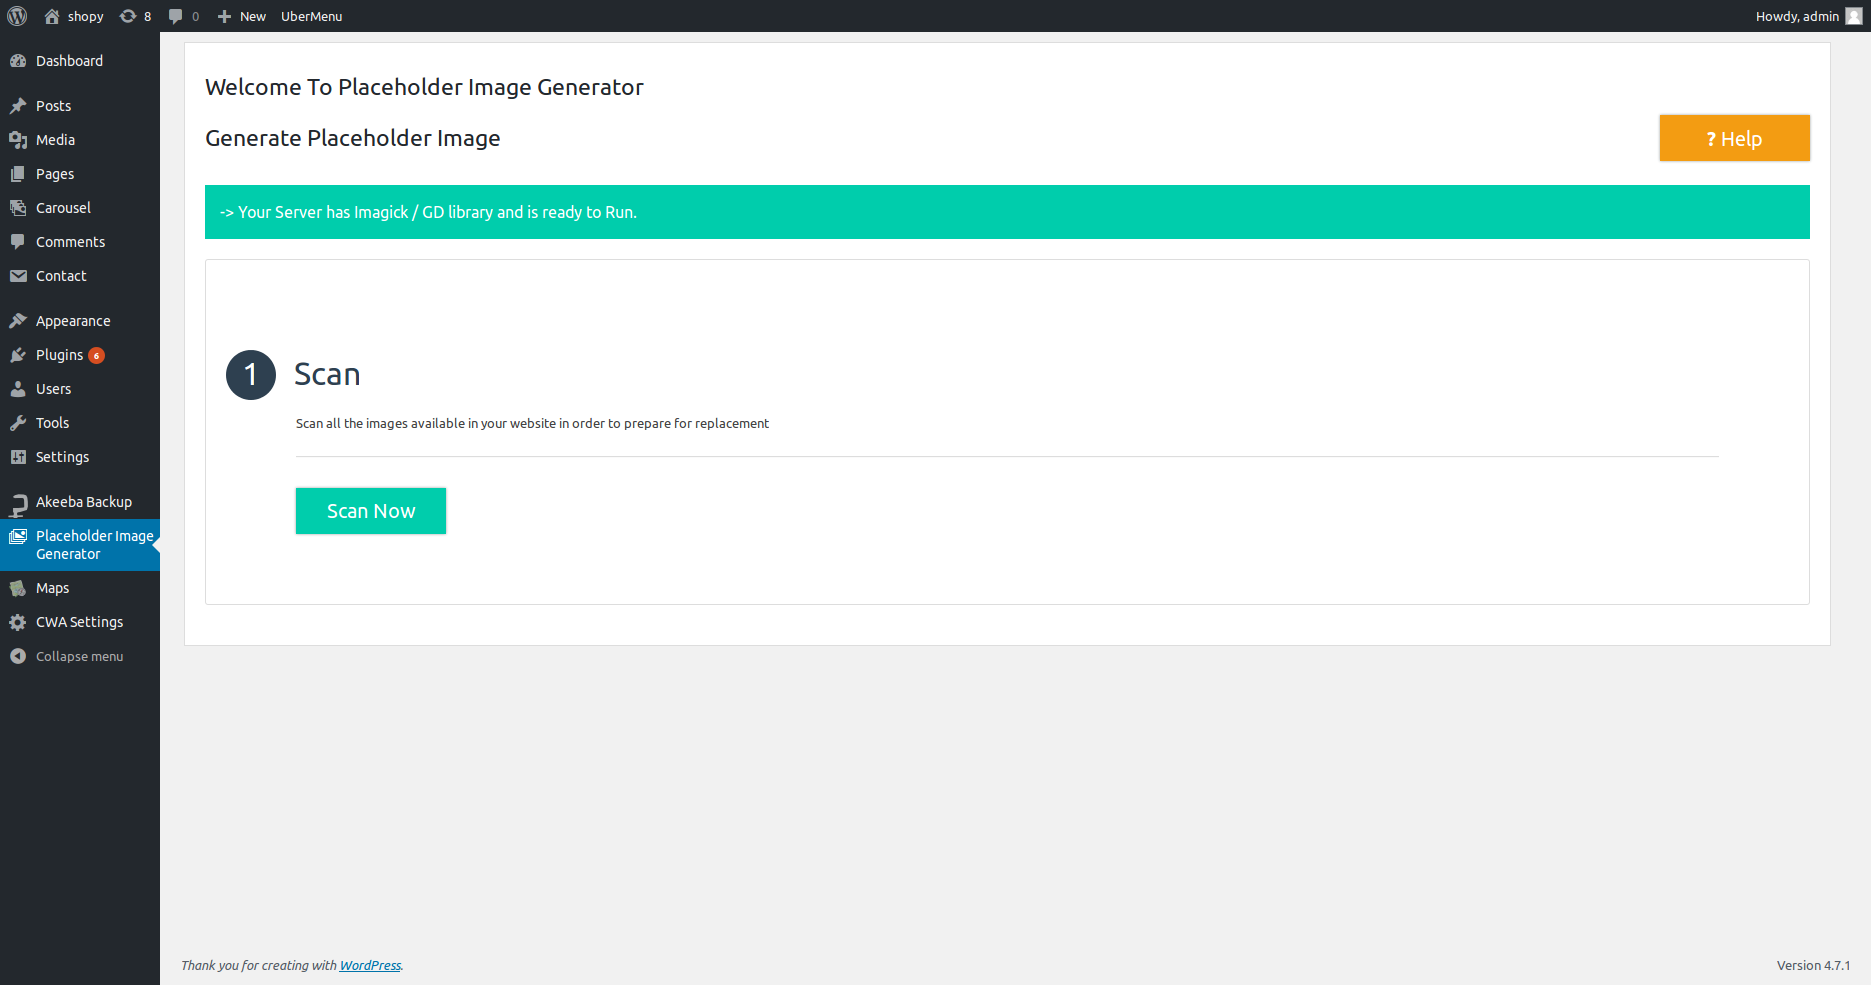 shopy 8 0 New UberMenu Howdy, admin
Dashboard
Posts
Media
Pages
Carousel
Comments
Contact
Appearance
Plugins 6
Users
Tools
Settings
Akeeba Backup
Placeholder Image
Generator
Maps
CWA Settings
Collapse menu
Welcome To Placeholder Image Generator
Generate Placeholder Image
? Help
-> Your Server has Imagick / GD library and is ready to Run.
1 Scan
Scan all the images available in your website in order to prepare for replacement
Scan Now
Thank you for creating with WordPress.
Version 4.7.1